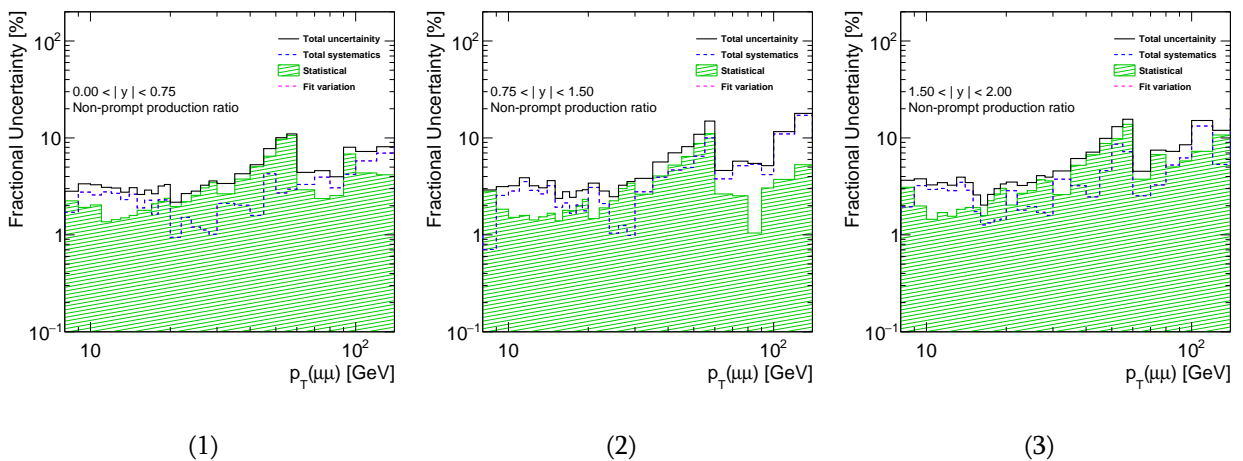 Fractional Uncertainty [%]
10²
10
1
10⁻¹
Total uncertainty
Total systematics
Statistical
Fit variation
0.00 < | y | < 0.75
Non-prompt production ratio
10
10²
p_T(μμ) [GeV]
(1)
Fractional Uncertainty [%]
10²
10
1
10⁻¹
Total uncertainty
Total systematics
Statistical
Fit variation
0.75 < | y | < 1.50
Non-prompt production ratio
10
10²
p_T(μμ) [GeV]
(2)
Fractional Uncertainty [%]
10²
10
1
10⁻¹
Total uncertainty
Total systematics
Statistical
Fit variation
1.50 < | y | < 2.00
Non-prompt production ratio
10
10²
p_T(μμ) [GeV]
(3)